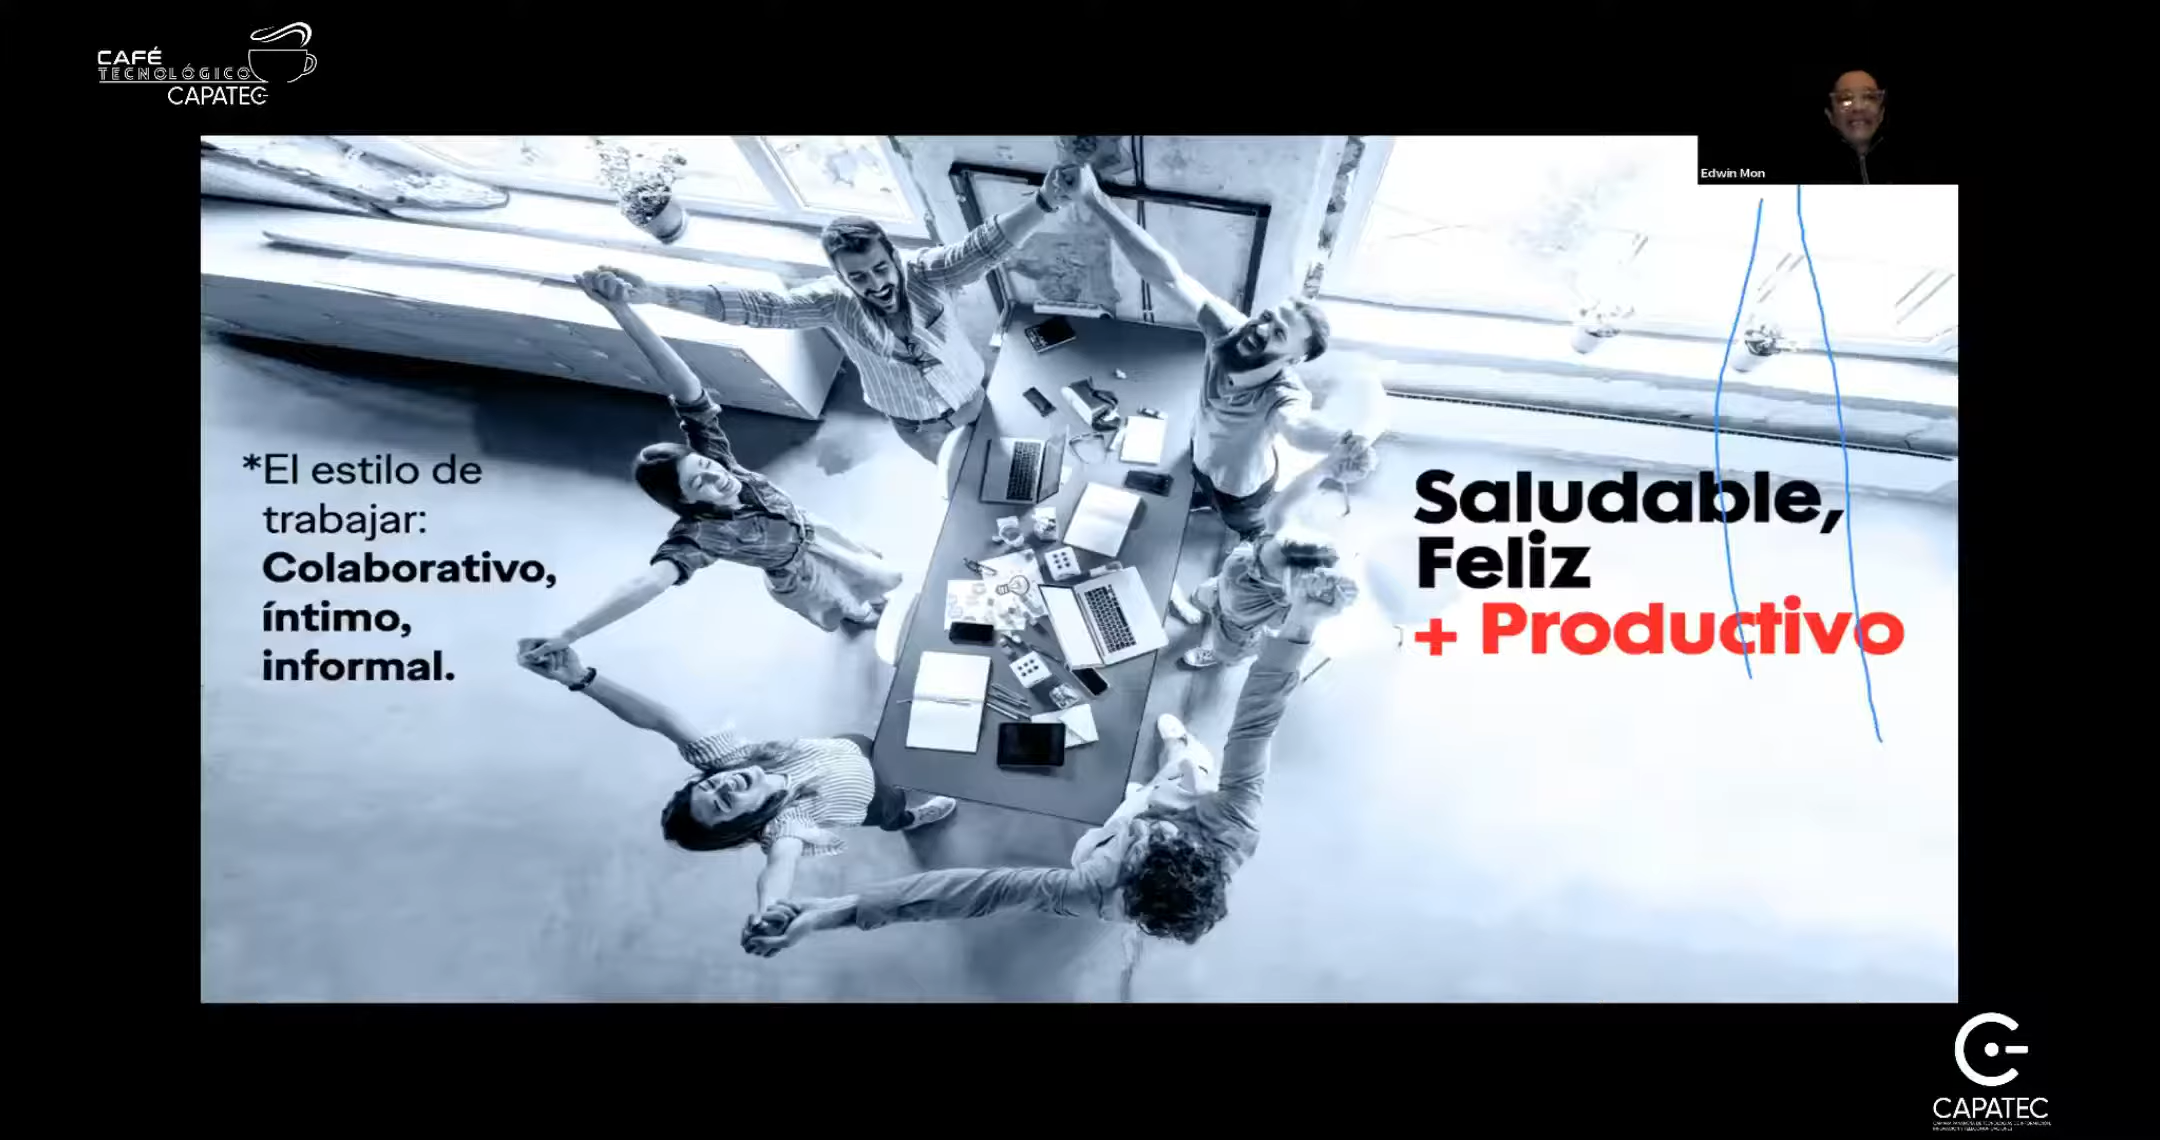 CAFÉ
TECNOLÓGICO
CAPATEC
Edwin Mon
*El estilo de
trabajar:
Colaborativo,
íntimo,
informal.
Saludable,
Feliz
+ Productivo
CAPATEC